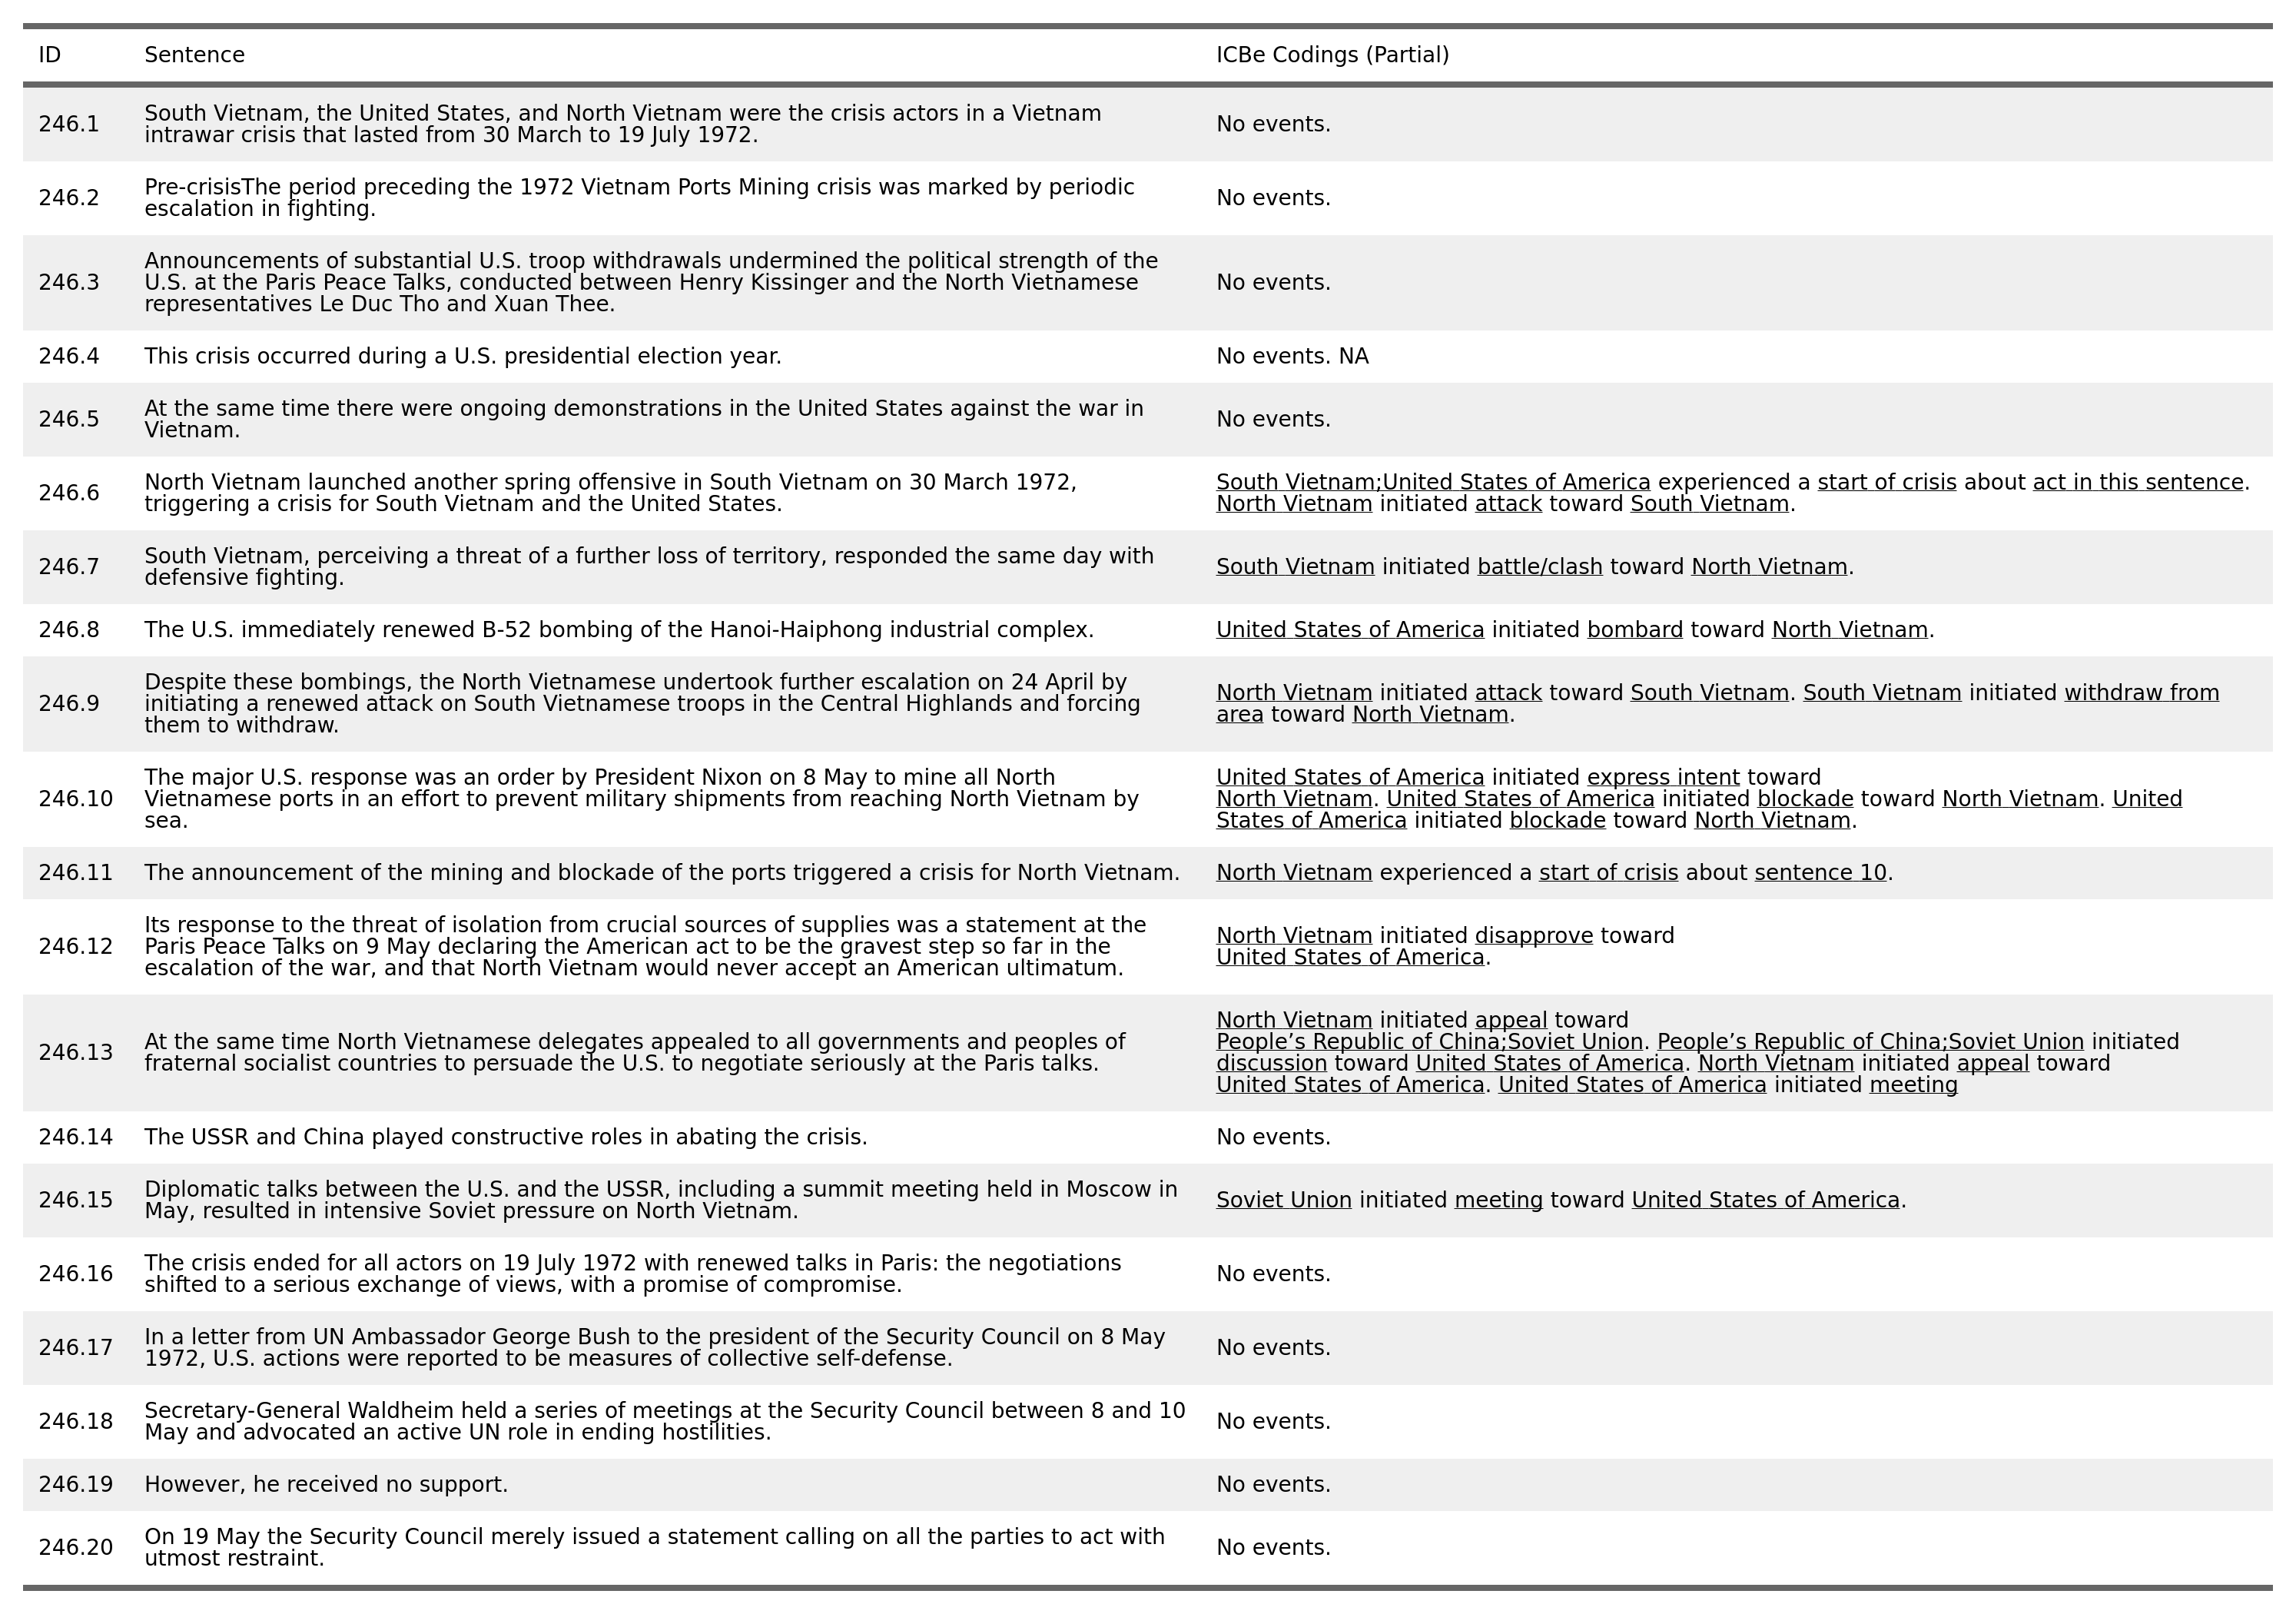 ID Sentence ICBe Codings (Partial)
246.1 South Vietnam, the United States, and North Vietnam were the crisis actors in a Vietnam
intrawar crisis that lasted from 30 March to 19 July 1972. No events.
246.2 Pre-crisisThe period preceding the 1972 Vietnam Ports Mining crisis was marked by periodic
escalation in fighting. No events.
246.3 Announcements of substantial U.S. troop withdrawals undermined the political strength of the
U.S. at the Paris Peace Talks, conducted between Henry Kissinger and the North Vietnamese
representatives Le Duc Tho and Xuan Thee. No events.
246.4 This crisis occurred during a U.S. presidential election year. No events. NA
246.5 At the same time there were ongoing demonstrations in the United States against the war in
Vietnam. No events.
246.6 North Vietnam launched another spring offensive in South Vietnam on 30 March 1972,
triggering a crisis for South Vietnam and the United States.
South Vietnam;United States of America experienced a start of crisis about act in this sentence.
North Vietnam initiated attack toward South Vietnam.
246.7 South Vietnam, perceiving a threat of a further loss of territory, responded the same day with
defensive fighting.
South Vietnam initiated battle/clash toward North Vietnam.
246.8 The U.S. immediately renewed B-52 bombing of the Hanoi-Haiphong industrial complex.
United States of America initiated bombard toward North Vietnam.
246.9 Despite these bombings, the North Vietnamese undertook further escalation on 24 April by
initiating a renewed attack on South Vietnamese troops in the Central Highlands and forcing
them to withdraw.
North Vietnam initiated attack toward South Vietnam. South Vietnam initiated withdraw from
area toward North Vietnam.
246.10 The major U.S. response was an order by President Nixon on 8 May to mine all North
Vietnamese ports in an effort to prevent military shipments from reaching North Vietnam by
sea.
United States of America initiated express intent toward
North Vietnam. United States of America initiated blockade toward North Vietnam. United
States of America initiated blockade toward North Vietnam.
246.11 The announcement of the mining and blockade of the ports triggered a crisis for North Vietnam.
North Vietnam experienced a start of crisis about sentence 10.
246.12 Its response to the threat of isolation from crucial sources of supplies was a statement at the
Paris Peace Talks on 9 May declaring the American act to be the gravest step so far in the
escalation of the war, and that North Vietnam would never accept an American ultimatum.
North Vietnam initiated disapprove toward
United States of America.
246.13 At the same time North Vietnamese delegates appealed to all governments and peoples of
fraternal socialist countries to persuade the U.S. to negotiate seriously at the Paris talks.
North Vietnam initiated appeal toward
People’s Republic of China;Soviet Union. People’s Republic of China;Soviet Union initiated
discussion toward United States of America. North Vietnam initiated appeal toward
United States of America. United States of America initiated meeting
246.14 The USSR and China played constructive roles in abating the crisis. No events.
246.15 Diplomatic talks between the U.S. and the USSR, including a summit meeting held in Moscow in
May, resulted in intensive Soviet pressure on North Vietnam.
Soviet Union initiated meeting toward United States of America.
246.16 The crisis ended for all actors on 19 July 1972 with renewed talks in Paris: the negotiations
shifted to a serious exchange of views, with a promise of compromise. No events.
246.17 In a letter from UN Ambassador George Bush to the president of the Security Council on 8 May
1972, U.S. actions were reported to be measures of collective self-defense. No events.
246.18 Secretary-General Waldheim held a series of meetings at the Security Council between 8 and 10
May and advocated an active UN role in ending hostilities. No events.
246.19 However, he received no support. No events.
246.20 On 19 May the Security Council merely issued a statement calling on all the parties to act with
utmost restraint. No events.